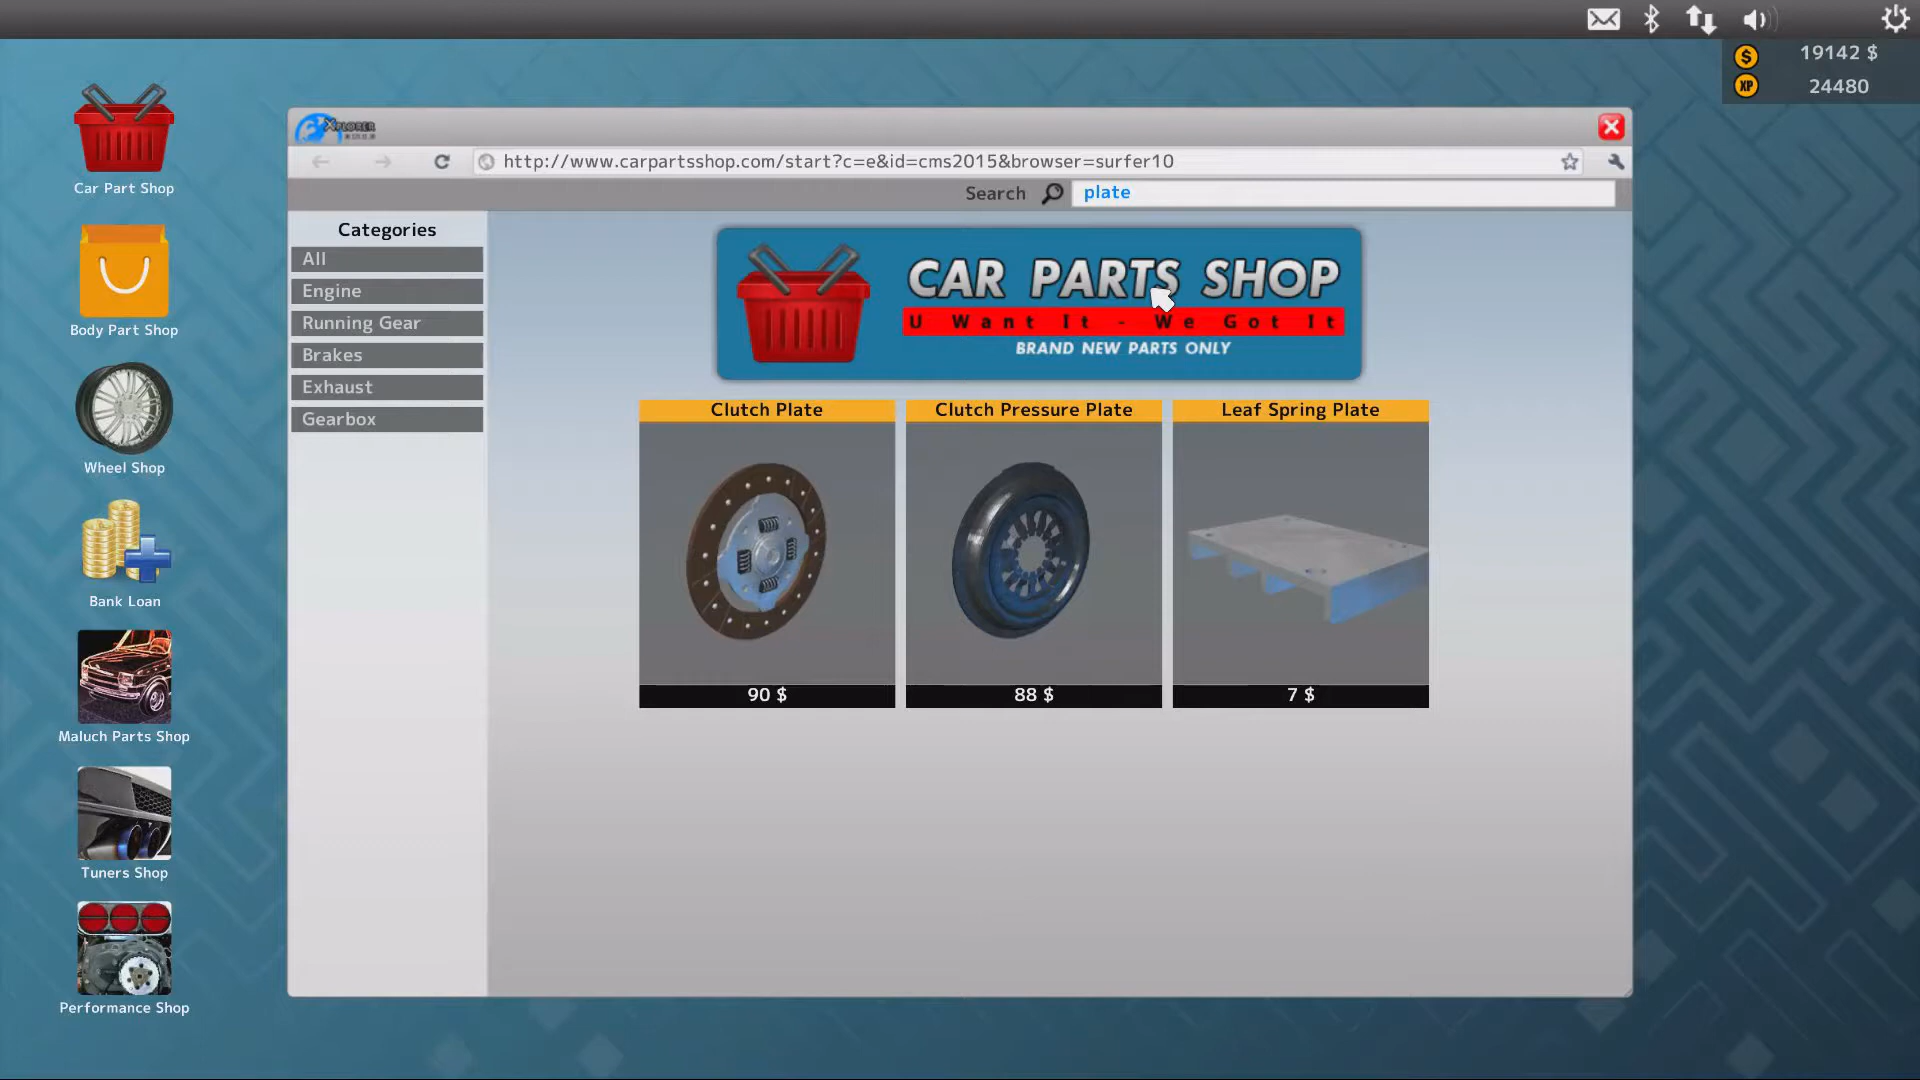 19142 $
XP 24480
Car Part Shop
Body Part Shop
Wheel Shop
Bank Loan
Maluch Parts Shop
Tuners Shop
Performance Shop
XPLORER
http://www.carpartsshop.com/start?c=e&id=cms2015&browser=surfer10
Search plate
Categories
All
Engine
Running Gear
Brakes
Exhaust
Gearbox
CAR PARTS SHOP
U Want It - We Got It
BRAND NEW PARTS ONLY
Clutch Plate
90 $
Clutch Pressure Plate
88 $
Leaf Spring Plate
7 $